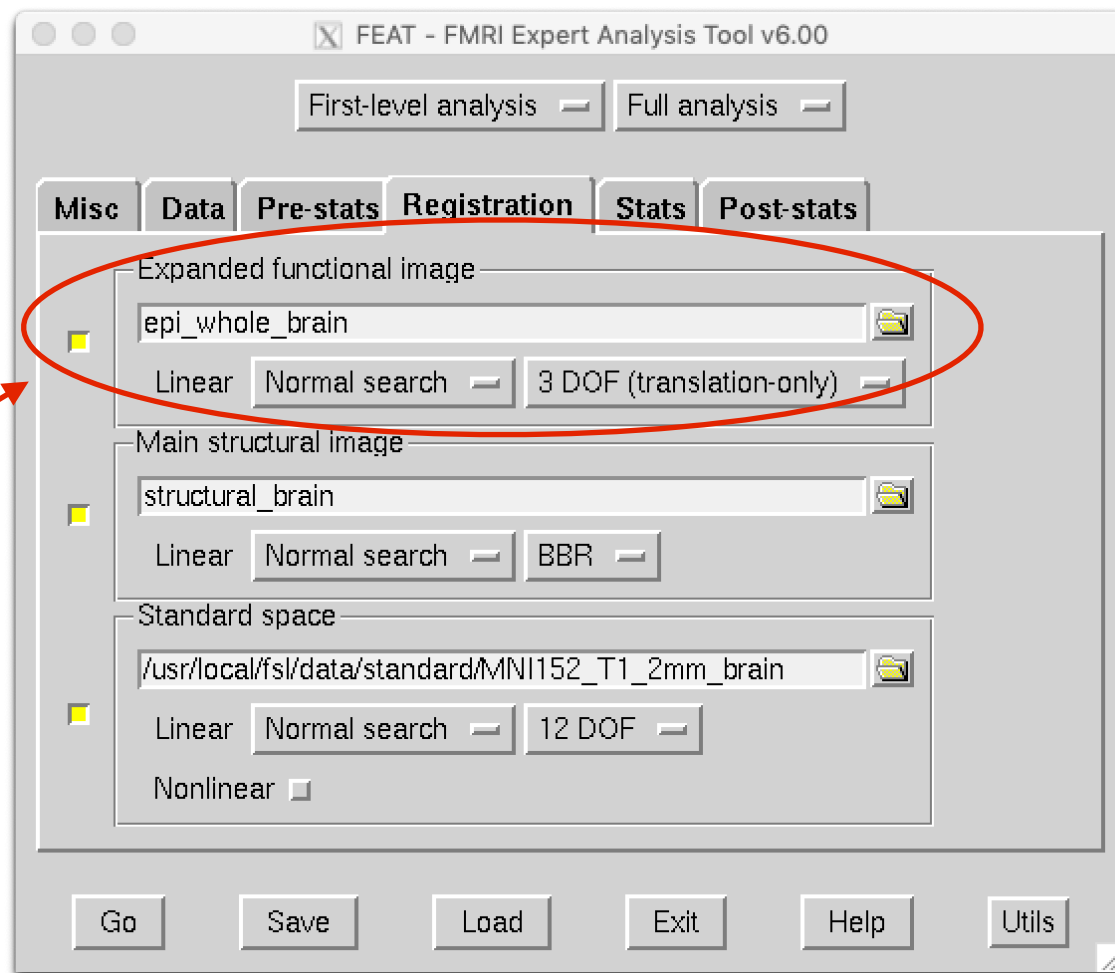 FEAT - FMRI Expert Analysis Tool v6.00
First-level analysis Full analysis
Misc Data Pre-stats Registration Stats Post-stats
Expanded functional image
epi_whole_brain
Linear Normal search 3 DOF (translation-only)
Main structural image
structural_brain
Linear Normal search BBR
Standard space
/usr/local/fsl/data/standard/MNI152_T1_2mm_brain
Linear Normal search 12 DOF
Nonlinear
Go Save Load Exit Help Utils